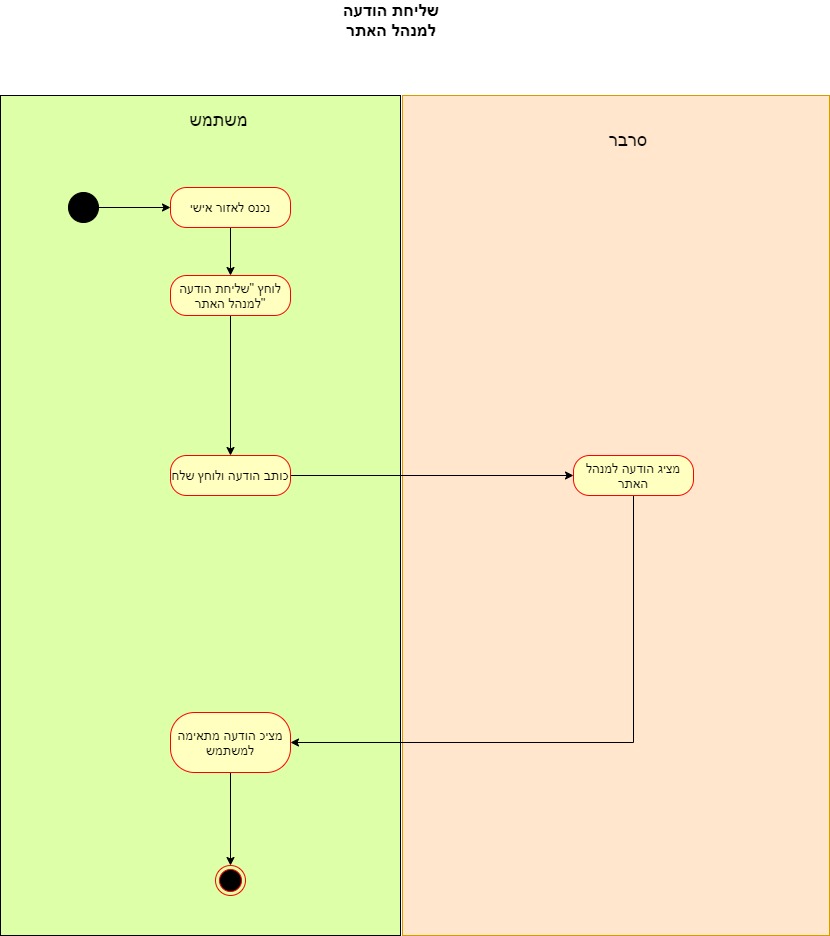 שליחת הודעה
למנהל האתר
משתמש
סרבר
נכנס לאזור אישי
לוחץ "שליחת הודעה
למנהל האתר"
כותב הודעה ולוחץ שלח
מציג הודעה למנהל
האתר
מציכ הודעה מתאימה
למשתמש